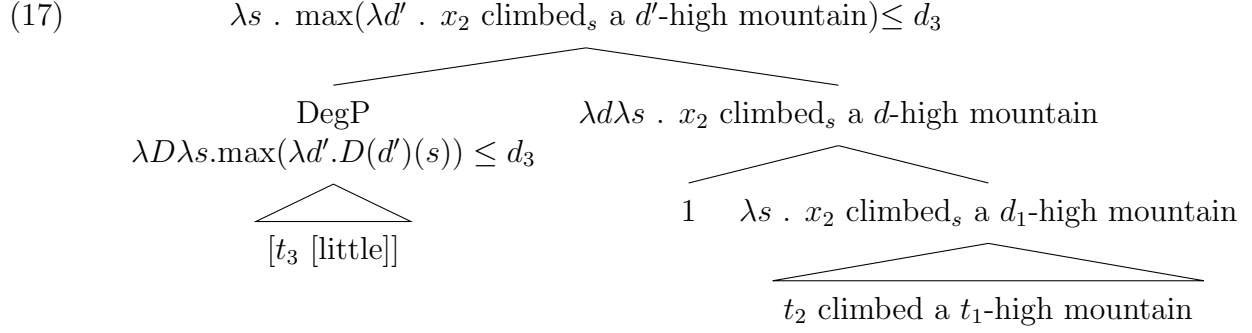 (17) λs . max(λd′ . x₂ climbedₛ a d′-high mountain)≤ d₃
DegP λdλs . x₂ climbedₛ a d-high mountain
λDλs.max(λd′.D(d′)(s)) ≤ d₃
1 λs . x₂ climbedₛ a d₁-high mountain
[t₃ [little]]
t₂ climbed a t₁-high mountain